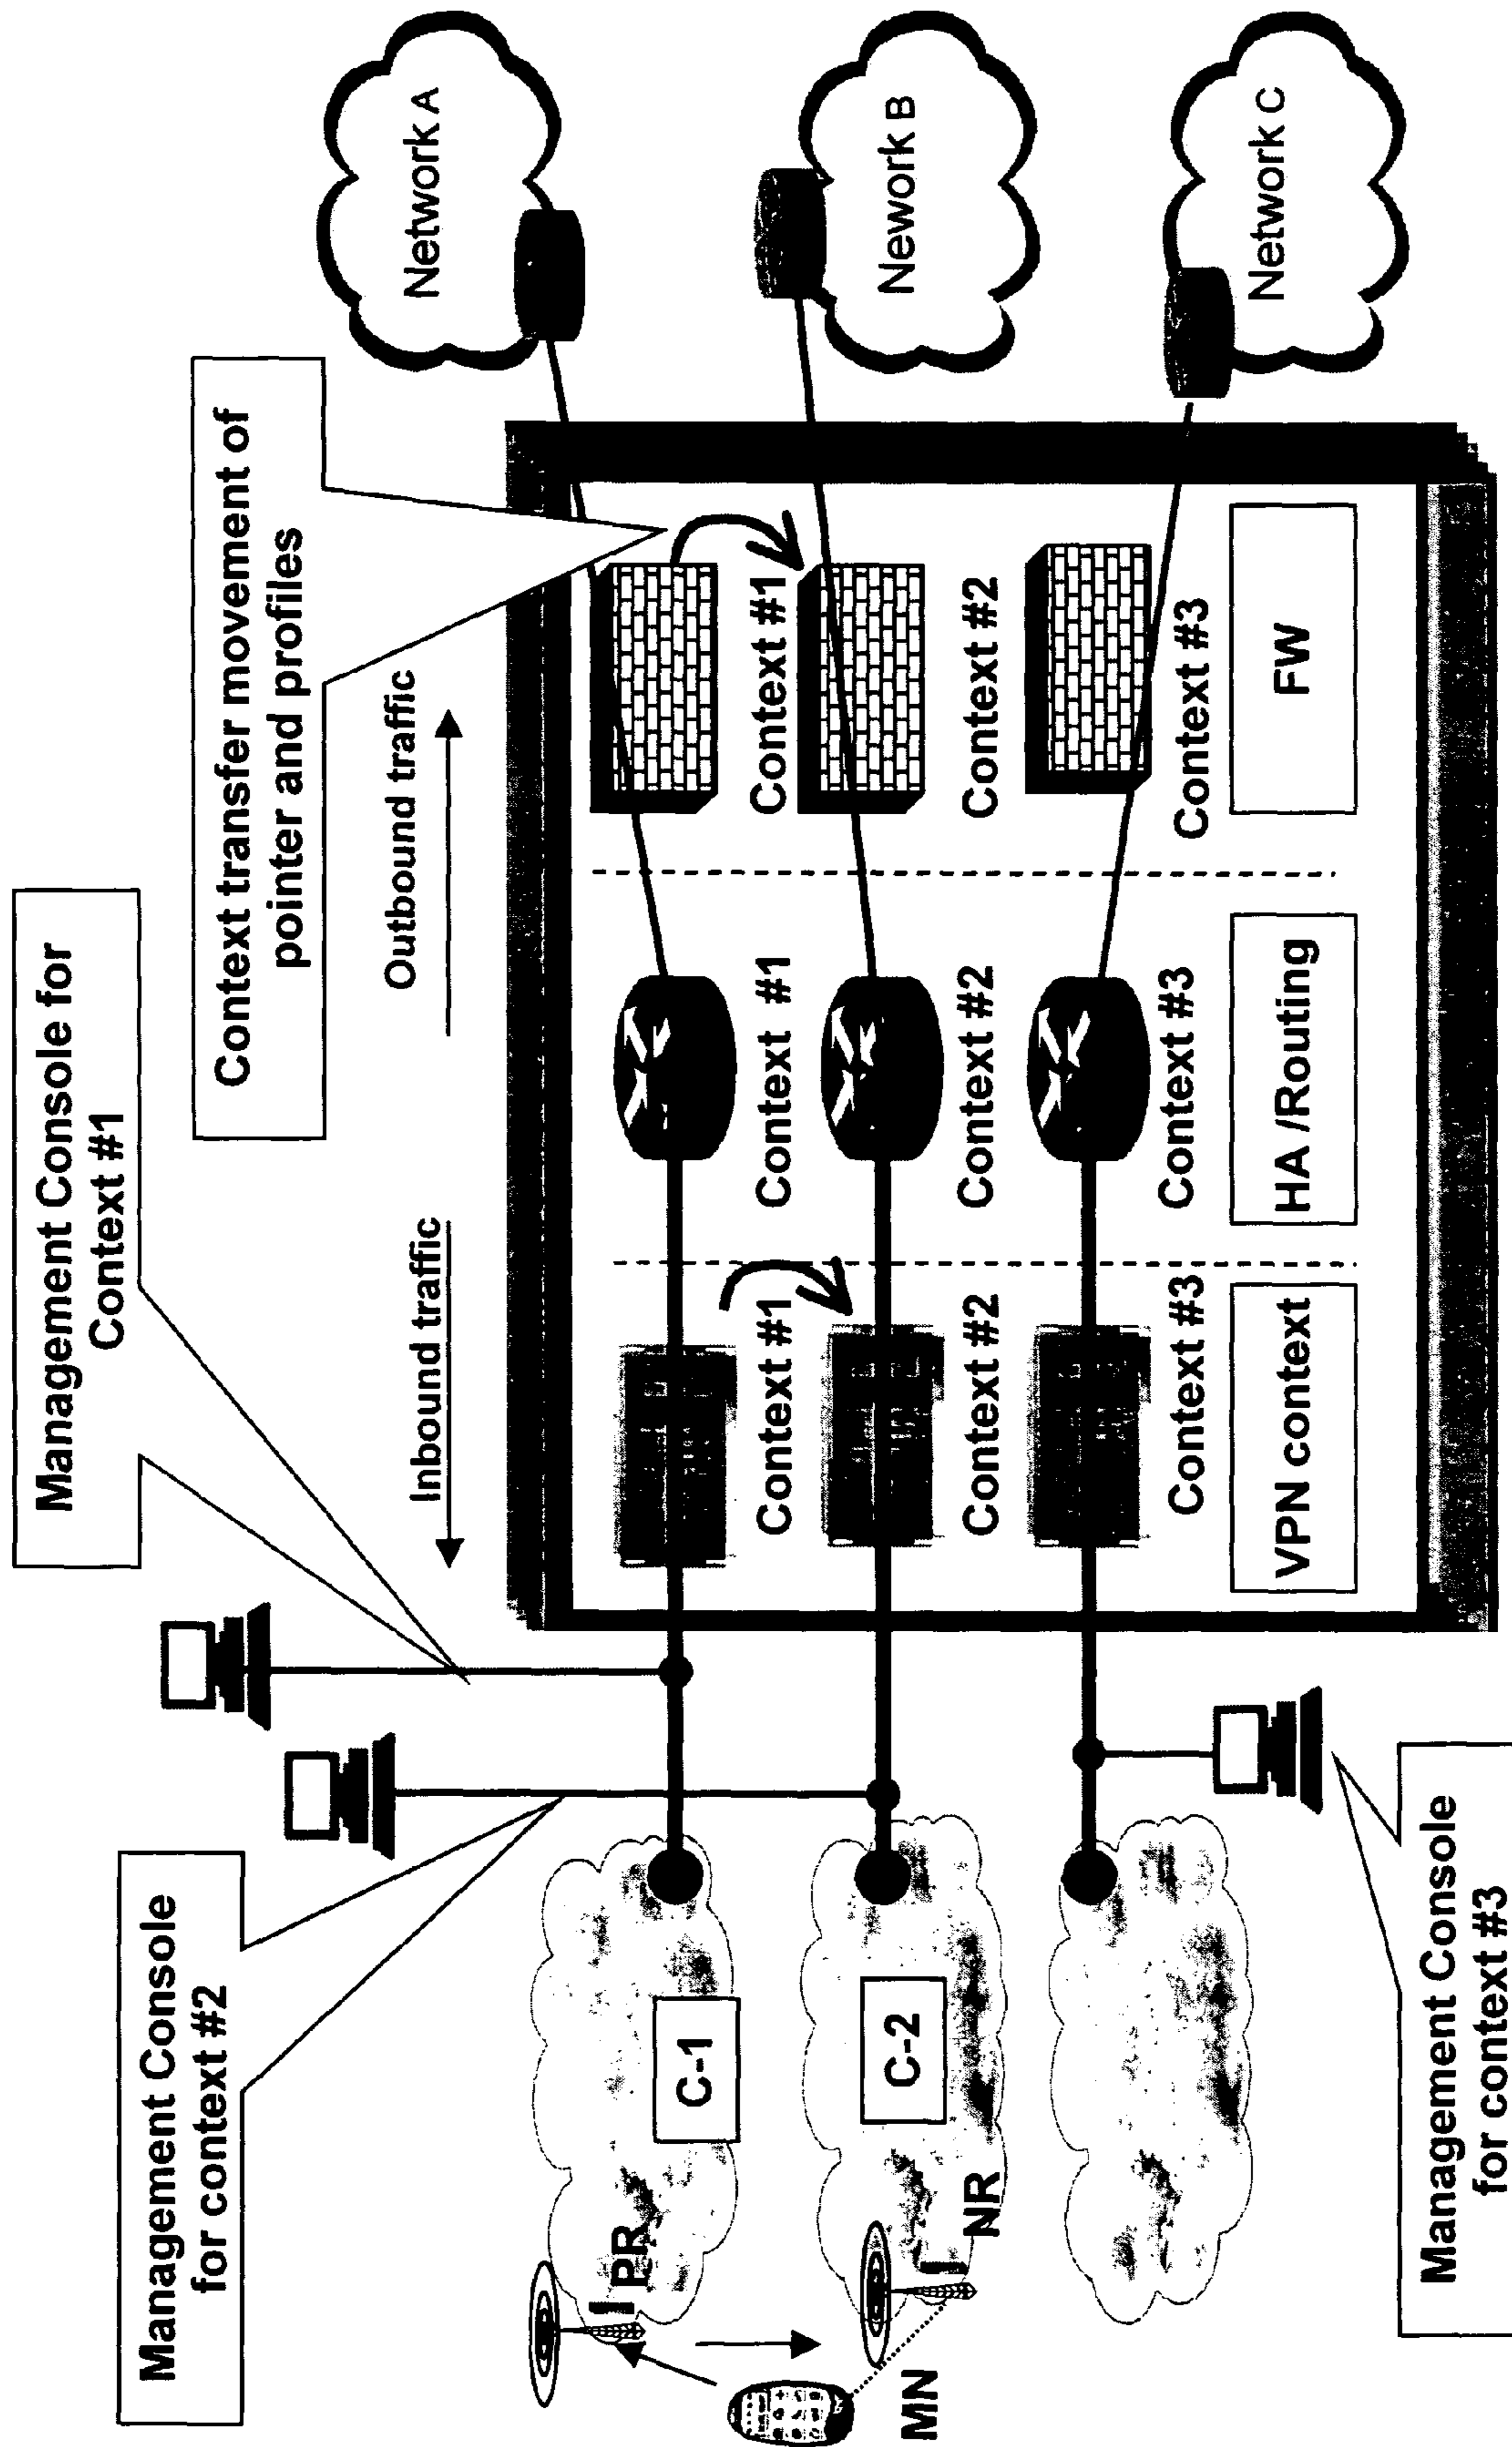 Management Console for
Context #1
Management Console
for context #2
Context transfer movement of
pointer and profiles
Inbound traffic
Outbound traffic
Network A
Nework B
Network C
PR
C-1
MN
NR
C-2
Context #1
Context #1
Context #1
Context #2
Context #2
Context #2
Context #3
Context #3
Context #3
VPN context
HA /Routing
FW
Management Console
for context #3